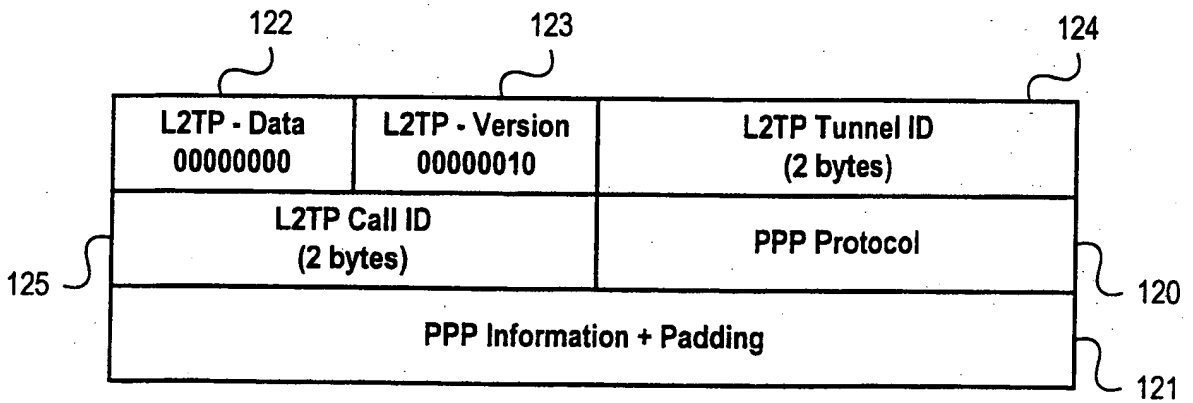 122
123
124
L2TP - Data
00000000
L2TP - Version
00000010
L2TP Tunnel ID
(2 bytes)
L2TP Call ID
(2 bytes)
PPP Protocol
125
120
PPP Information + Padding
121